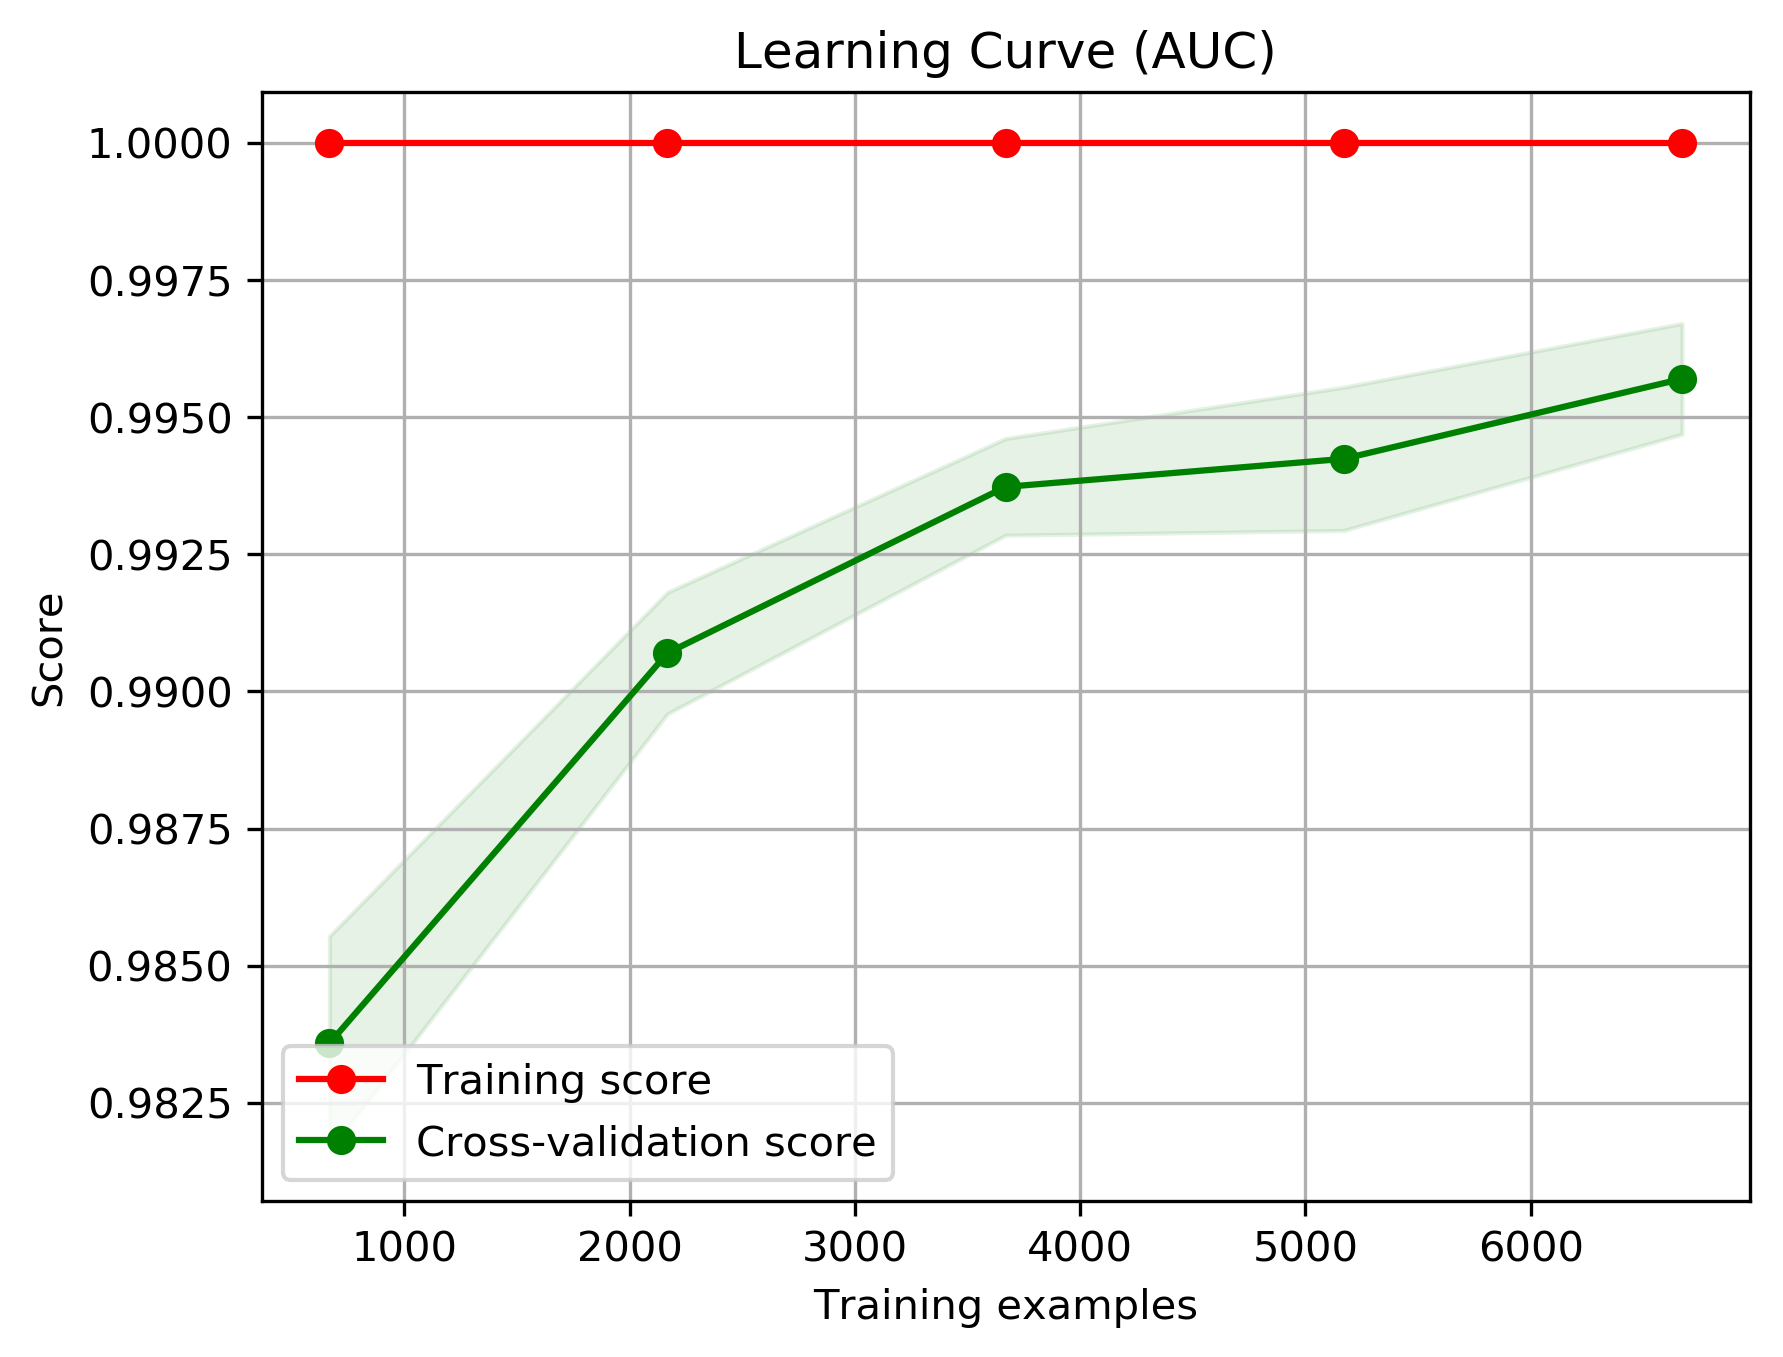 Learning Curve (AUC)
1.0000
0.9975
0.9950
0.9925
0.9900
0.9875
0.9850
0.9825
Score
Training score
Cross-validation score
1000 2000 3000 4000 5000 6000
Training examples